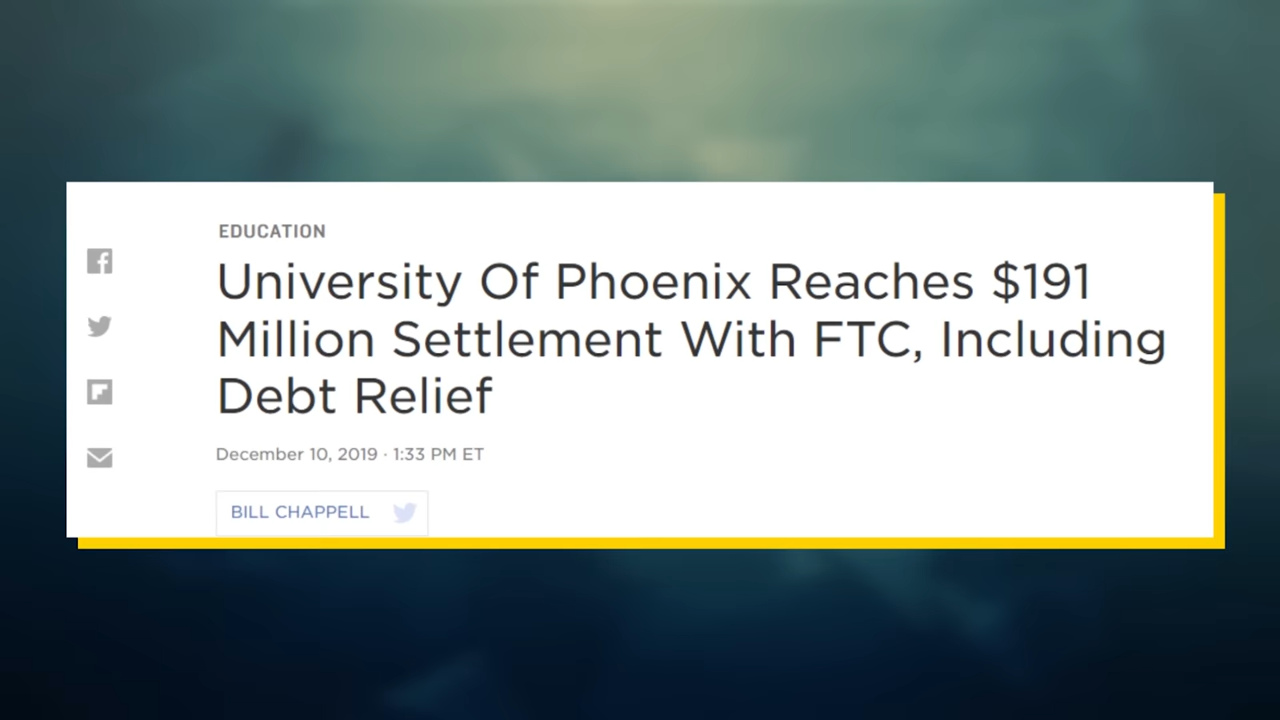 EDUCATION
University Of Phoenix Reaches $191
Million Settlement With FTC, Including
Debt Relief
December 10, 2019 · 1:33 PM ET
BILL CHAPPELL